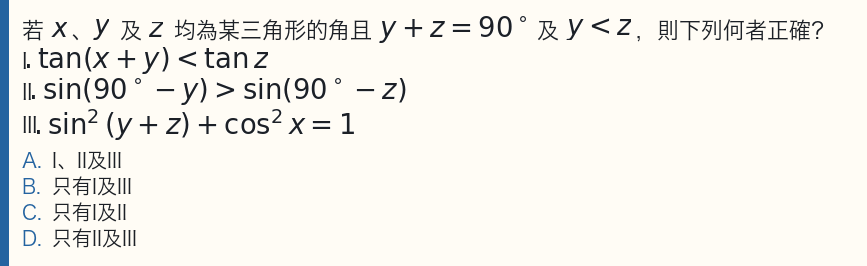 若 x、y 及 z 均為某三角形的角且 y + z = 90° 及 y < z，則下列何者正確?
I. tan(x + y) < tan z
II. sin(90° − y) > sin(90° − z)
III. sin² (y + z) + cos² x = 1
A. I、II及III
B. 只有I及III
C. 只有I及II
D. 只有II及III